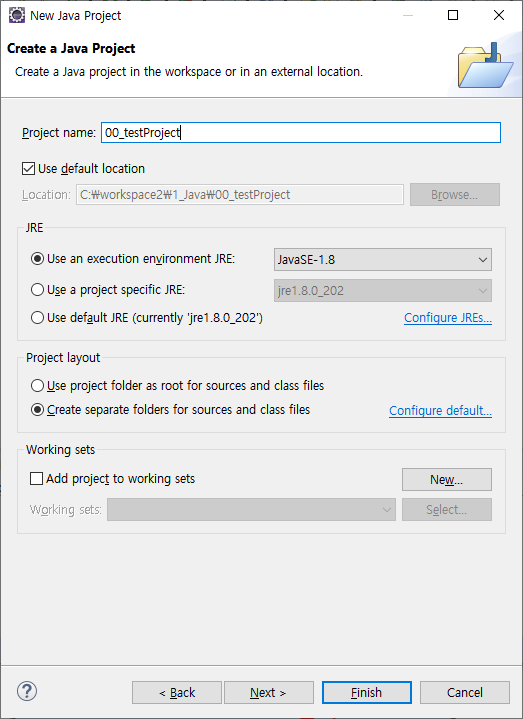 New Java Project
Create a Java Project
Create a Java project in the workspace or in an external location.
Project name: 00_testProject
Use default location
Location: C:₩workspace2₩1_Java₩00_testProject Browse...
JRE
Use an execution environment JRE: JavaSE-1.8
Use a project specific JRE: jre1.8.0_202
Use default JRE (currently 'jre1.8.0_202') Configure JREs...
Project layout
Use project folder as root for sources and class files
Create separate folders for sources and class files Configure default...
Working sets
Add project to working sets New...
Working sets: Select...
? < Back Next > Finish Cancel